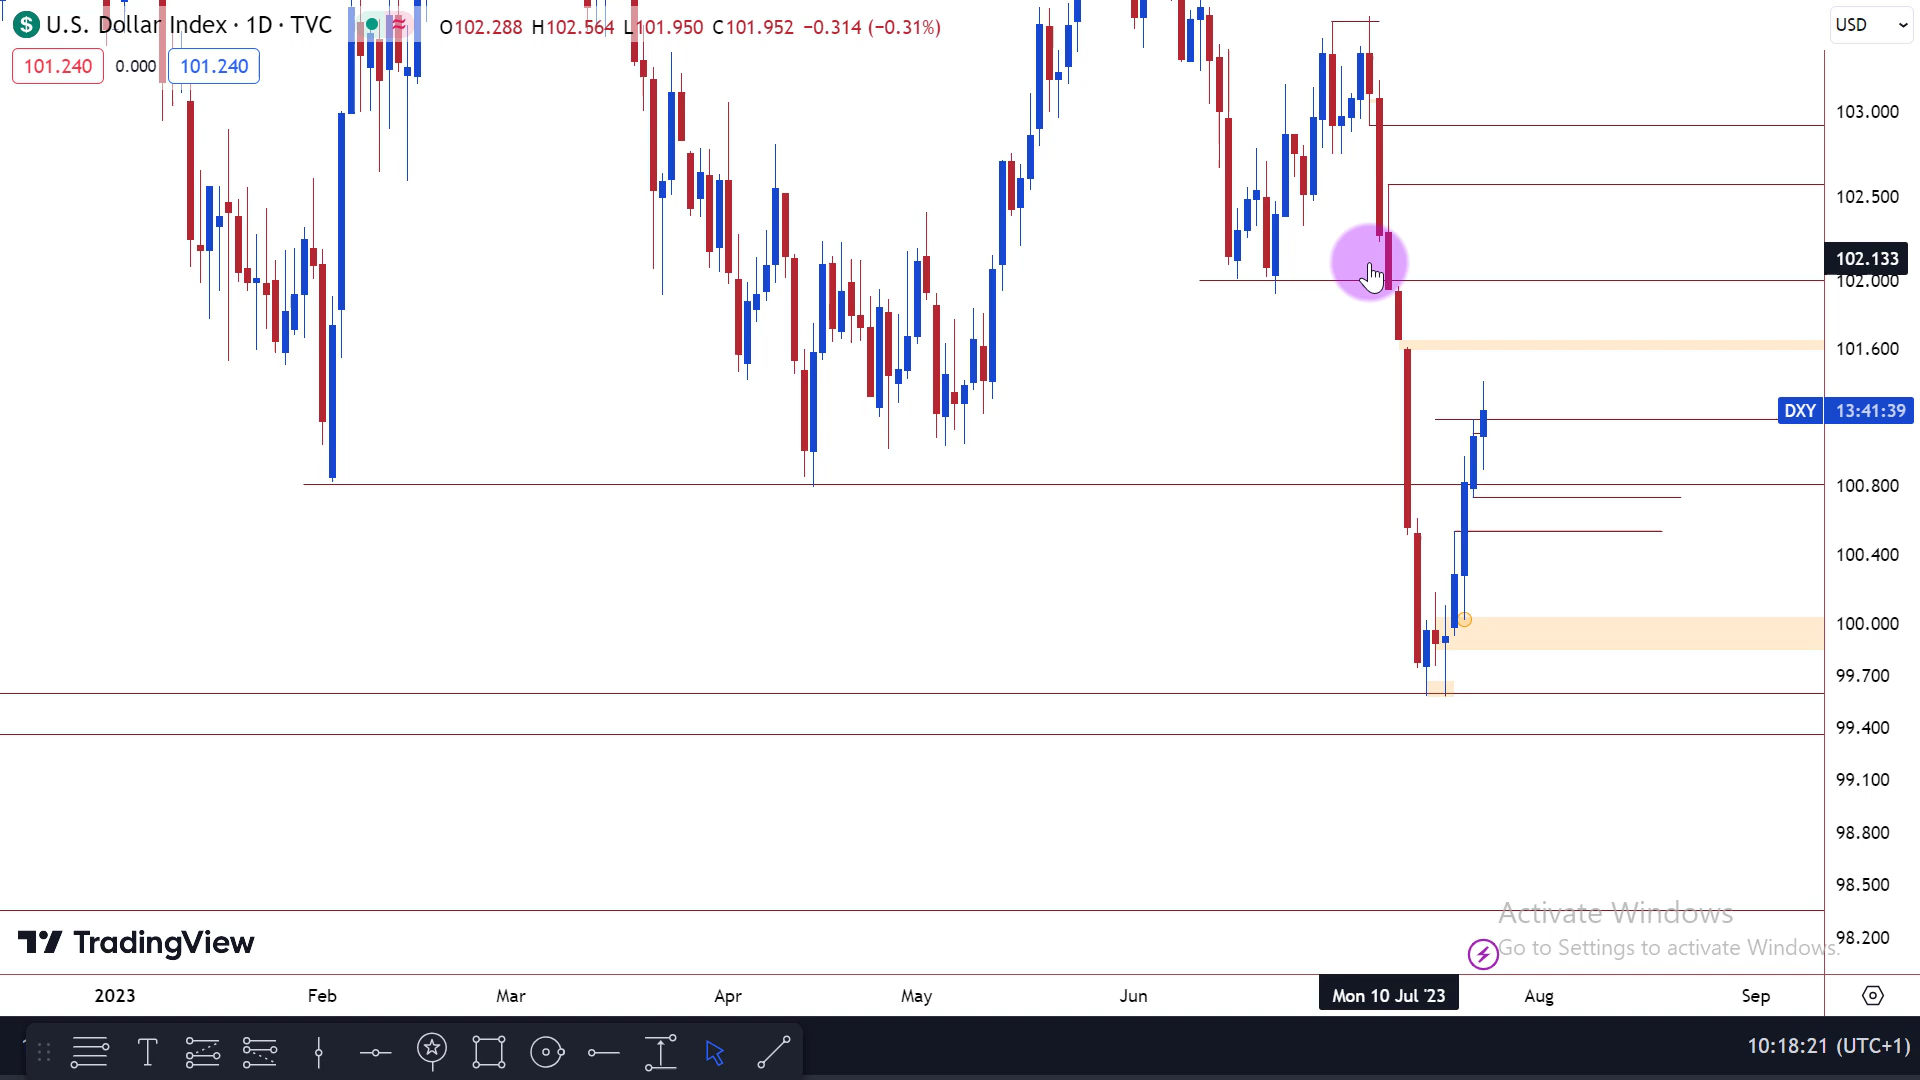 $ U.S. Dollar Index · 1D · TVC
O102.288 H102.564 L101.950 C101.952 −0.314 (−0.31%)
USD
101.240 0.000 101.240
103.000
102.500
102.133
102.000
101.600
DXY 13:41:39
100.800
100.400
100.000
99.700
99.400
99.100
98.800
98.500
98.200
Activate Windows
Go to Settings to activate Windows.
TradingView
2023 Feb Mar Apr May Jun Mon 10 Jul '23 Aug Sep
T
10:18:21 (UTC+1)